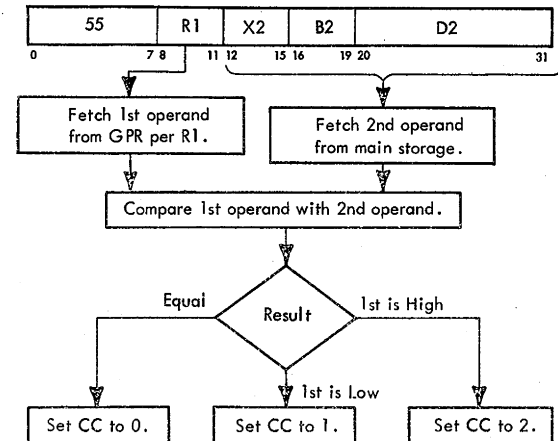 55 R1 X2 B2 D2
0 7 8 11 12 15 16 19 20 31
Fetch 1st operand
from GPR per R1.
Fetch 2nd operand
from main storage.
Compare 1st operand with 2nd operand.
Equal
Result
1st is High
1st is Low
Set CC to 0.
Set CC to 1.
Set CC to 2.